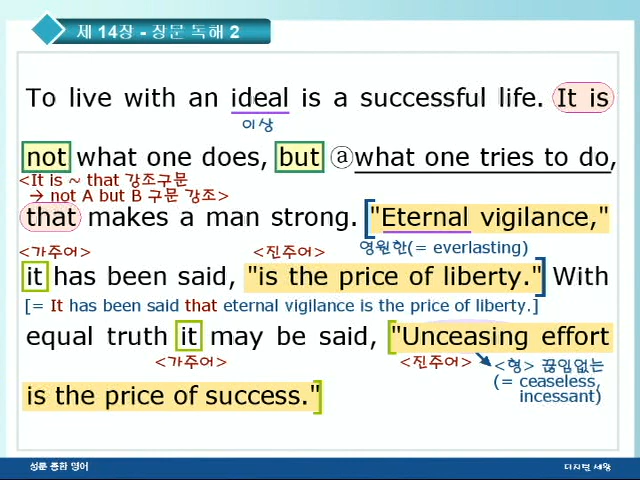 제 14장 - 장문 독해 2
To live with an ideal is a successful life. It is
이상
not what one does, but ⓐwhat one tries to do,
<It is ~ that 강조구문
→ not A but B 구문 강조>
that makes a man strong. ["Eternal vigilance,"
<가주어> <진주어> 영원한(= everlasting)
it has been said, "is the price of liberty."] With
[= It has been said that eternal vigilance is the price of liberty.]
equal truth it may be said, ["Unceasing effort
<가주어> <진주어> <형> 끊임없는
(= ceaseless,
incessant)
is the price of success."]
성문 종합 영어 디지털 세왕